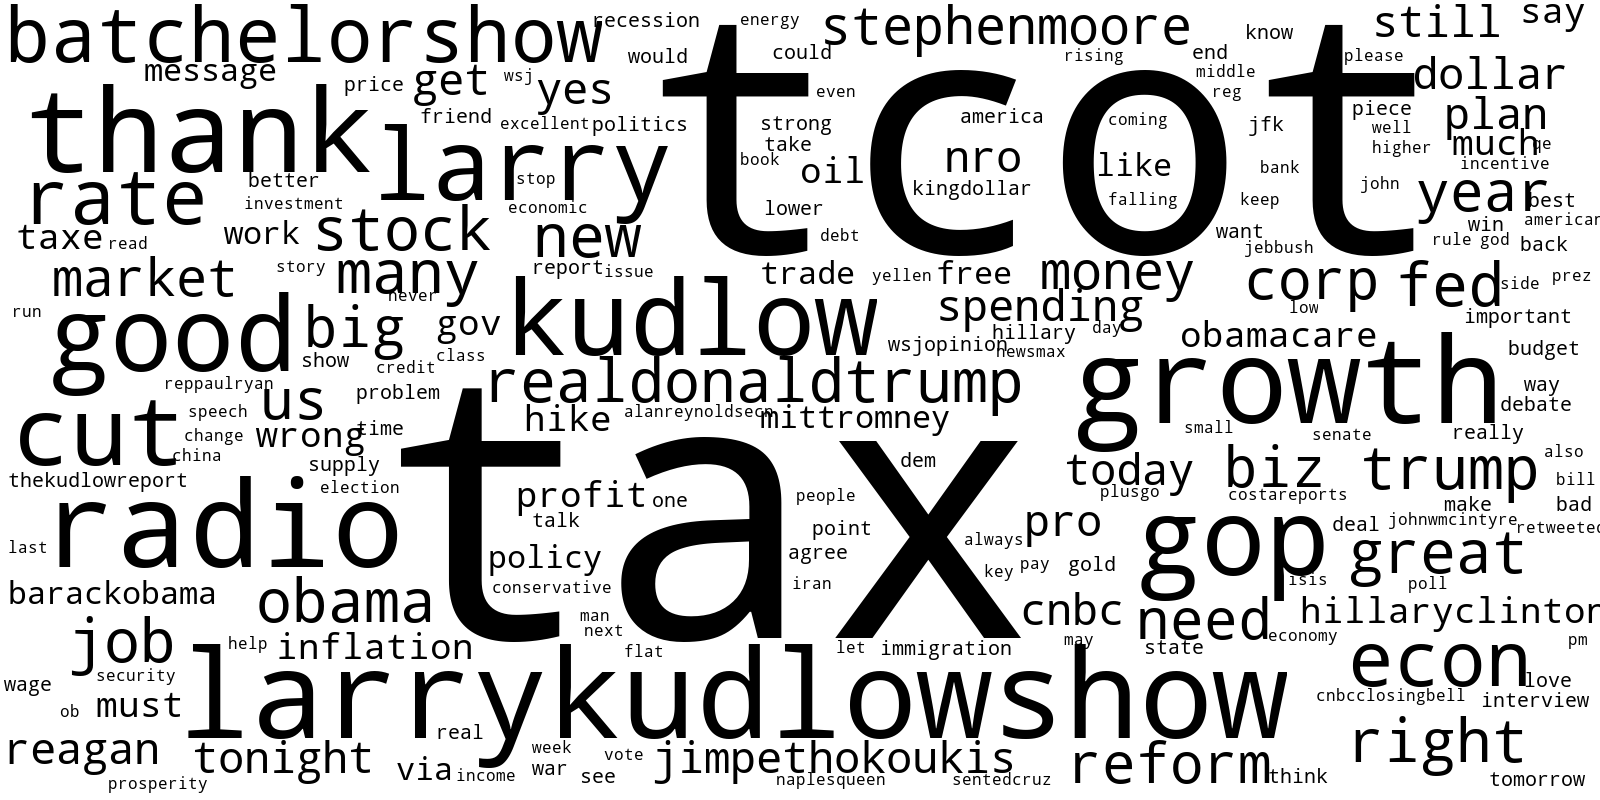 batchelorshow recession energy stephenmoore still say
message would could rising end know please dollar
price get wsj yes even middle reg
thank friend excellent politics strong tcot america coming jfk piece plan
larry take well much qe
rate better stop book oil nro like bank higher incentive
investment economic kingdollar falling keep john year best
taxe read work stock new lower debt want win american
jebbush rule god back
market story many report issue trade yellen free money corp fed side prez
run never spending low important
good big gov kudlow hillary day obamacare
show credit class wsjopinion newsmax growth budget
reppaulryan us problem realdonaldtrump way
cut speech hike alanreynoldsecn mittromney debate
change wrong time small senate really
china supply dem today biz trump also
thekudlowreport election tax plusgo costareports bill
radio profit one people make bad
talk point pro gop deal johnwmcintyre retweeted
last policy agree always great
conservative iran key pay gold isis poll
barackobama obama man cnbc need hillaryclinton
job next economy pm
help inflation flat let immigration may state econ
wage security larrykudlowshow love
ob must cnbcclosingbell interview
real right
reagan tonight via week vote jimpethokoukis reform
income war see naplesqueen sentedcruz think tomorrow
prosperity